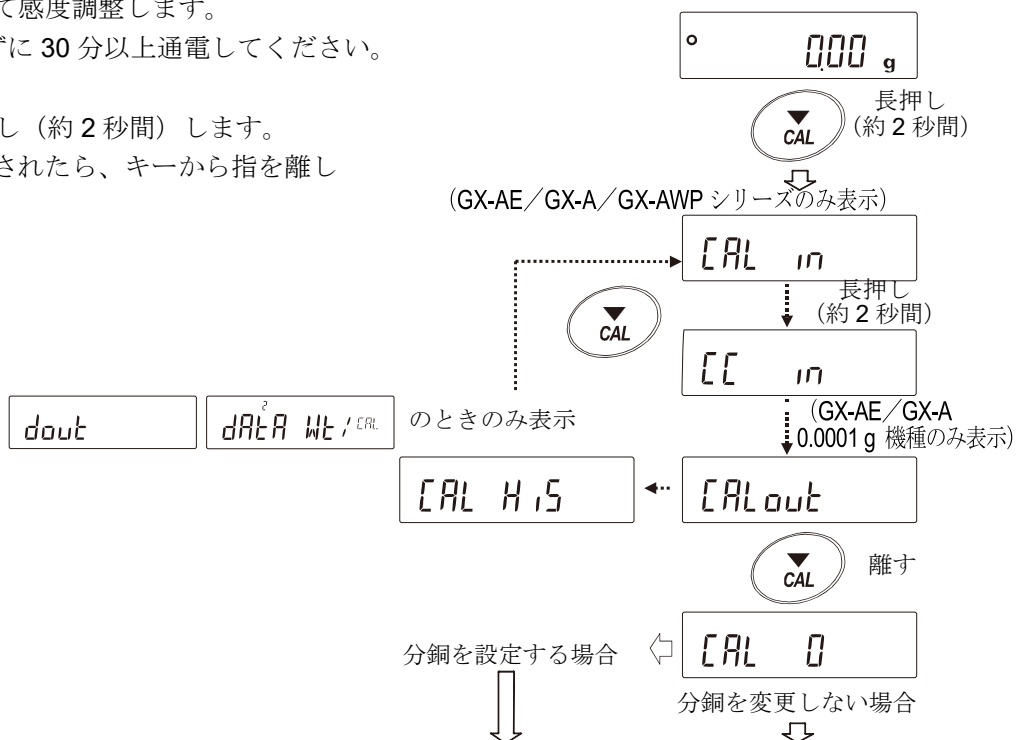 て感度調整します。
ずに 30 分以上通電してください。
し（約 2 秒間）します。
されたら、キーから指を離し
0.00 g
CAL
長押し
（約 2 秒間）
（GX-AE／GX-A／GX-AWP シリーズのみ表示）
CAL in
長押し
（約 2 秒間）
CAL
CC in
（GX-AE／GX-A
0.0001 g 機種のみ表示）
dout
dAtA 2 Wt / CAL
のときのみ表示
CAL HiS
CALout
CAL
離す
分銅を設定する場合
CAL 0
分銅を変更しない場合